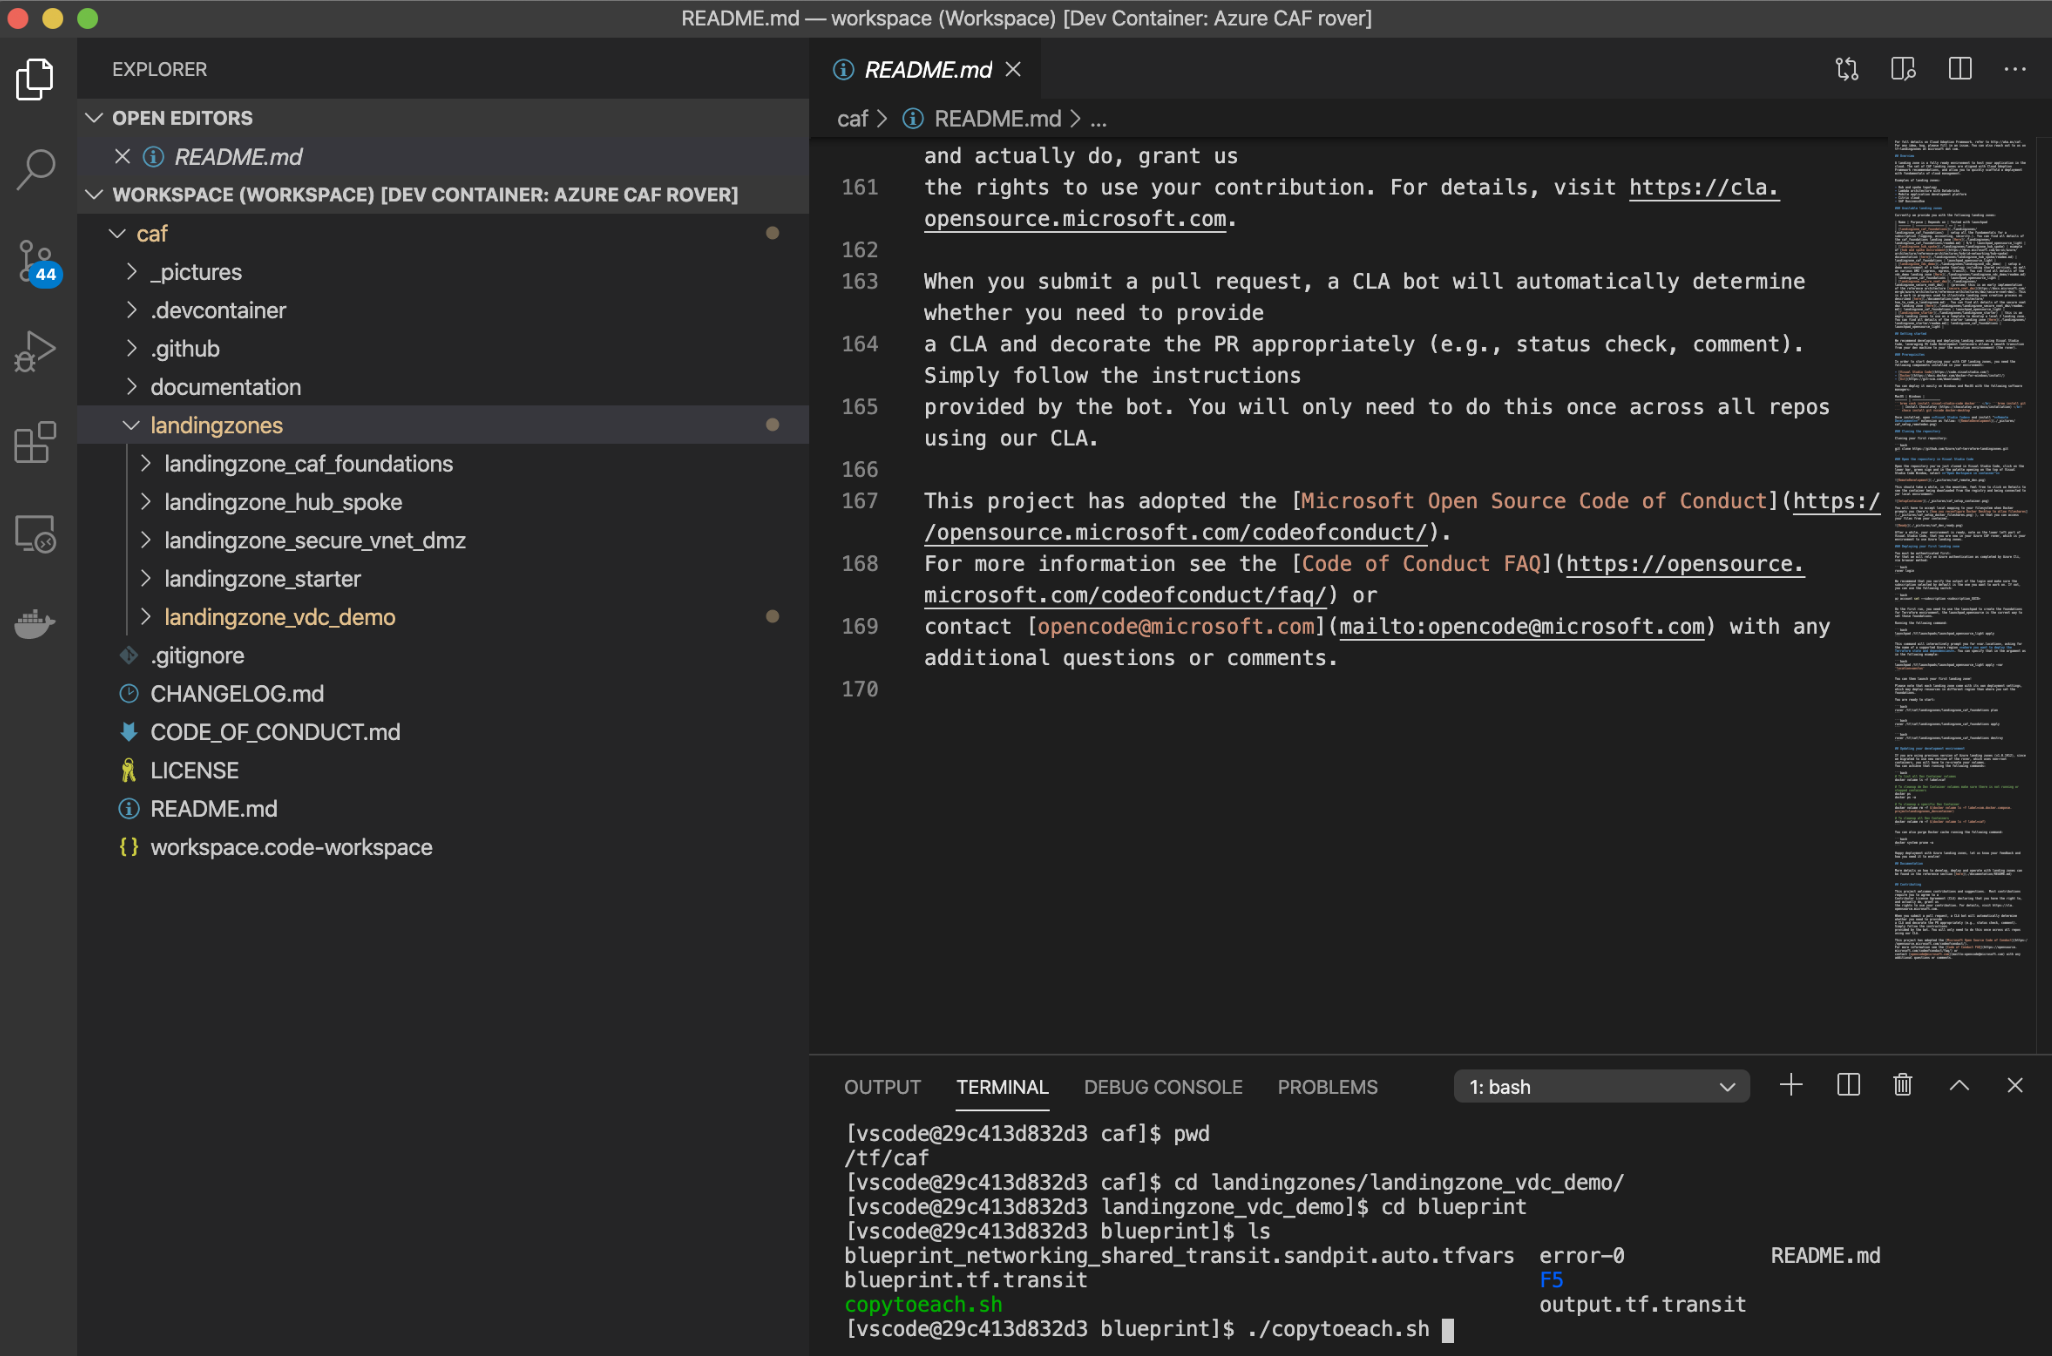 README.md — workspace (Workspace) [Dev Container: Azure CAF rover]
EXPLORER
OPEN EDITORS
README.md
WORKSPACE (WORKSPACE) [DEV CONTAINER: AZURE CAF ROVER]
caf
_pictures
.devcontainer
.github
documentation
landingzones
landingzone_caf_foundations
landingzone_hub_spoke
landingzone_secure_vnet_dmz
landingzone_starter
landingzone_vdc_demo
.gitignore
CHANGELOG.md
CODE_OF_CONDUCT.md
LICENSE
README.md
{} workspace.code-workspace
44
README.md
caf > README.md > ...
and actually do, grant us
161 the rights to use your contribution. For details, visit https://cla.
opensource.microsoft.com.
162
163 When you submit a pull request, a CLA bot will automatically determine
whether you need to provide
164 a CLA and decorate the PR appropriately (e.g., status check, comment).
Simply follow the instructions
165 provided by the bot. You will only need to do this once across all repos
using our CLA.
166
167 This project has adopted the [Microsoft Open Source Code of Conduct](https:/
/opensource.microsoft.com/codeofconduct/).
168 For more information see the [Code of Conduct FAQ](https://opensource.
microsoft.com/codeofconduct/faq/) or
169 contact [opencode@microsoft.com](mailto:opencode@microsoft.com) with any
additional questions or comments.
170
OUTPUT TERMINAL DEBUG CONSOLE PROBLEMS 1: bash
[vscode@29c413d832d3 caf]$ pwd
/tf/caf
[vscode@29c413d832d3 caf]$ cd landingzones/landingzone_vdc_demo/
[vscode@29c413d832d3 landingzone_vdc_demo]$ cd blueprint
[vscode@29c413d832d3 blueprint]$ ls
blueprint_networking_shared_transit.sandpit.auto.tfvars error-0 README.md
blueprint.tf.transit F5
copytoeach.sh output.tf.transit
[vscode@29c413d832d3 blueprint]$ ./copytoeach.sh